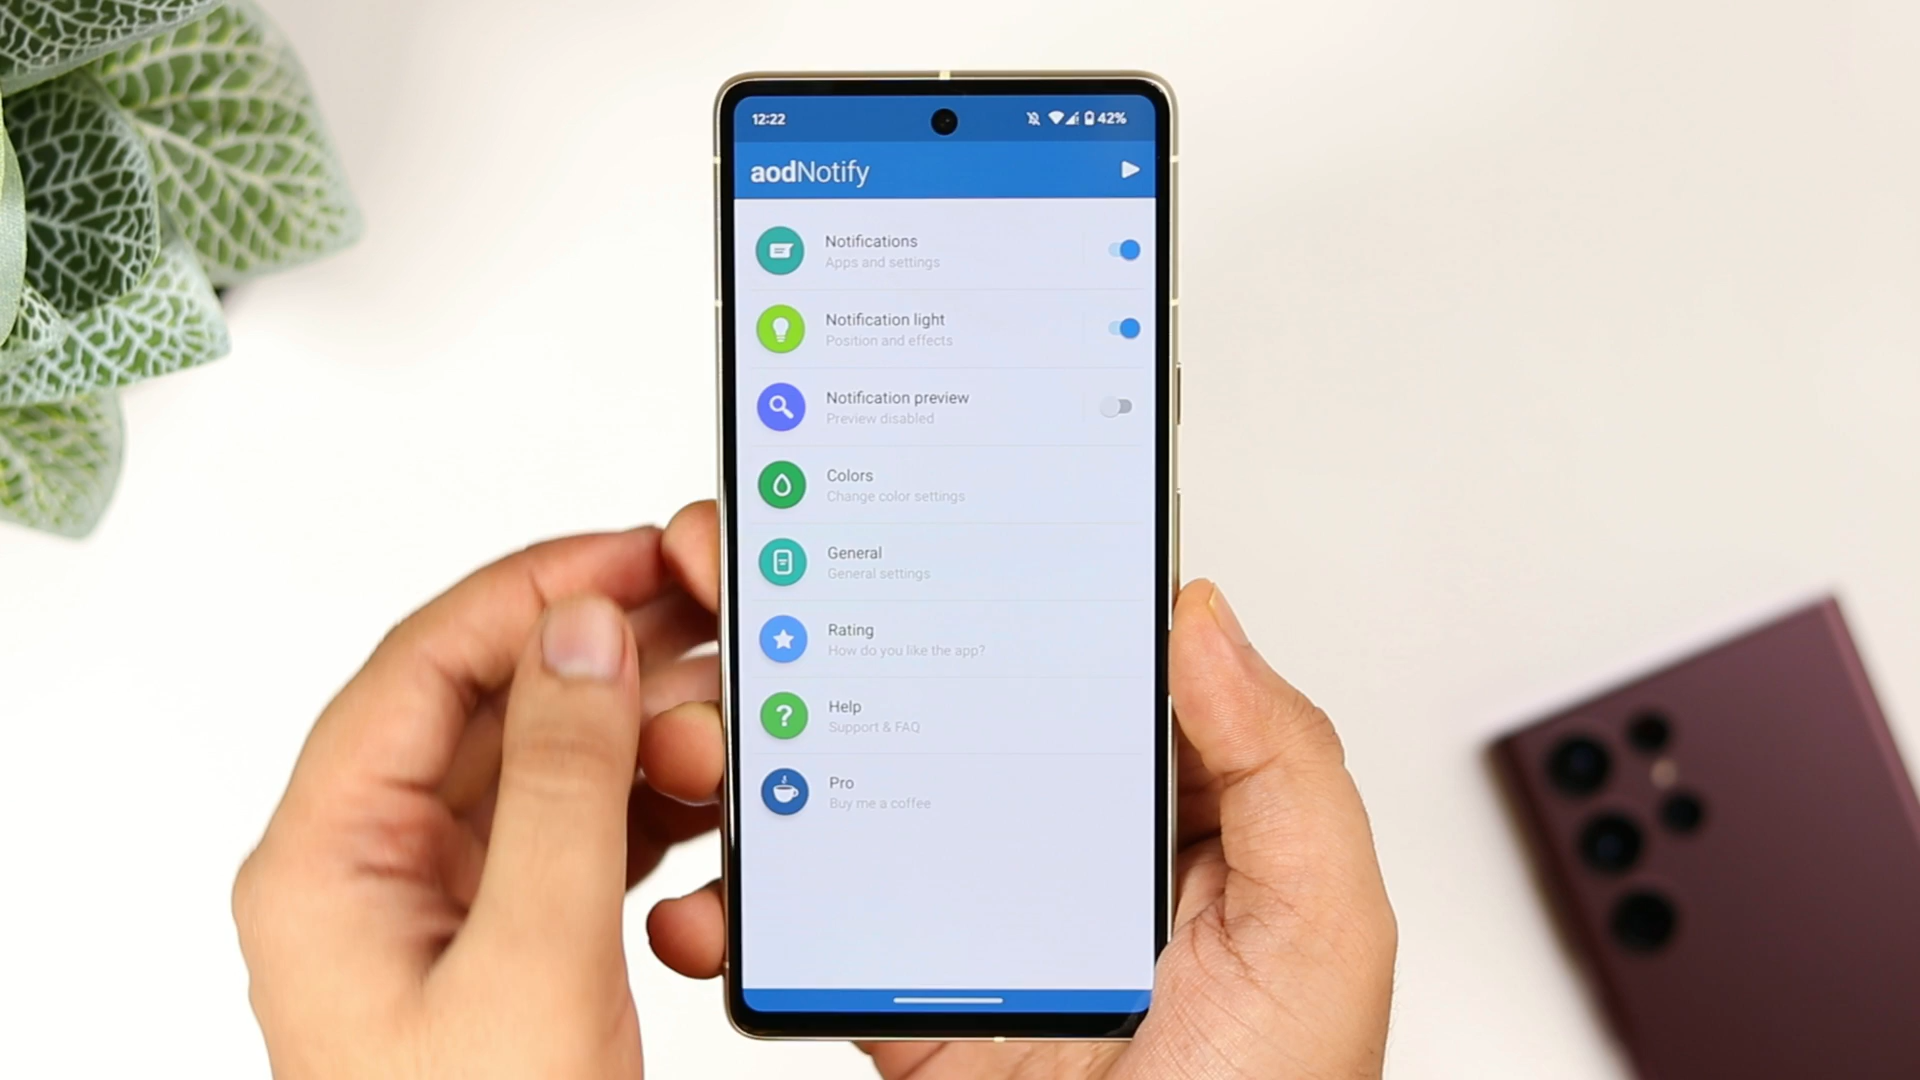 12:22 42%
aodNotify
Notifications
Apps and settings
Notification light
Position and effects
Notification preview
Preview disabled
Colors
Change color settings
General
General settings
Rating
How do you like the app?
Help
Support & FAQ
Pro
Buy me a coffee